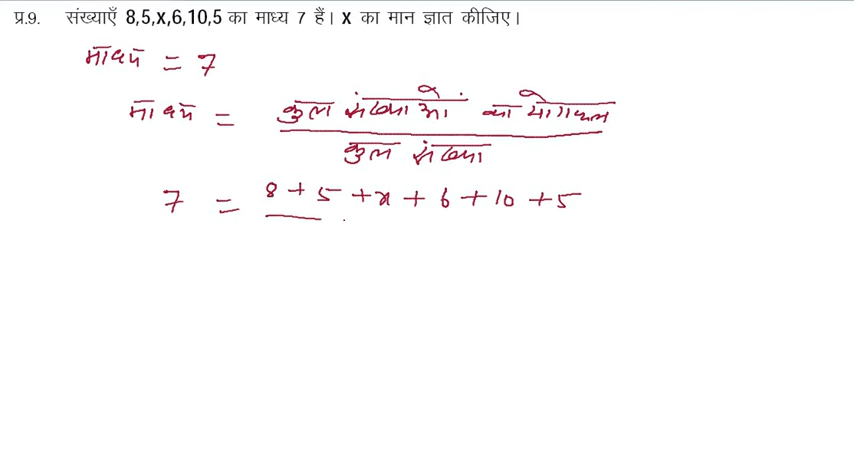 प्र.9. संख्याएँ 8,5,x,6,10,5 का माध्य 7 हैं। x का मान ज्ञात कीजिए।
माध्य = 7
माध्य = कुल संख्याओं का योगफल
कुल संख्या
7 = 8 + 5 + x + 6 + 10 + 5